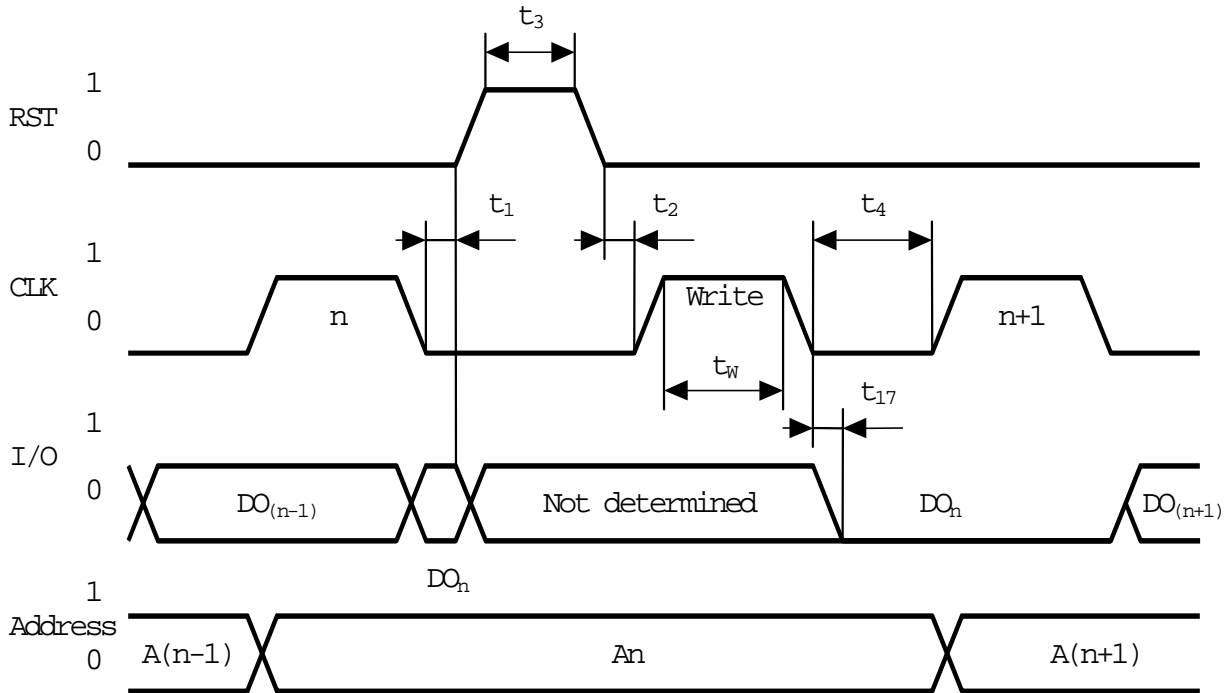 t3
1
RST
0
t1
t2
t4
1
CLK
0
n
Write
n+1
tW
t17
1
I/O
0
DO(n-1)
Not determined
DOn
DO(n+1)
DOn
1
Address
0
A(n-1)
An
A(n+1)